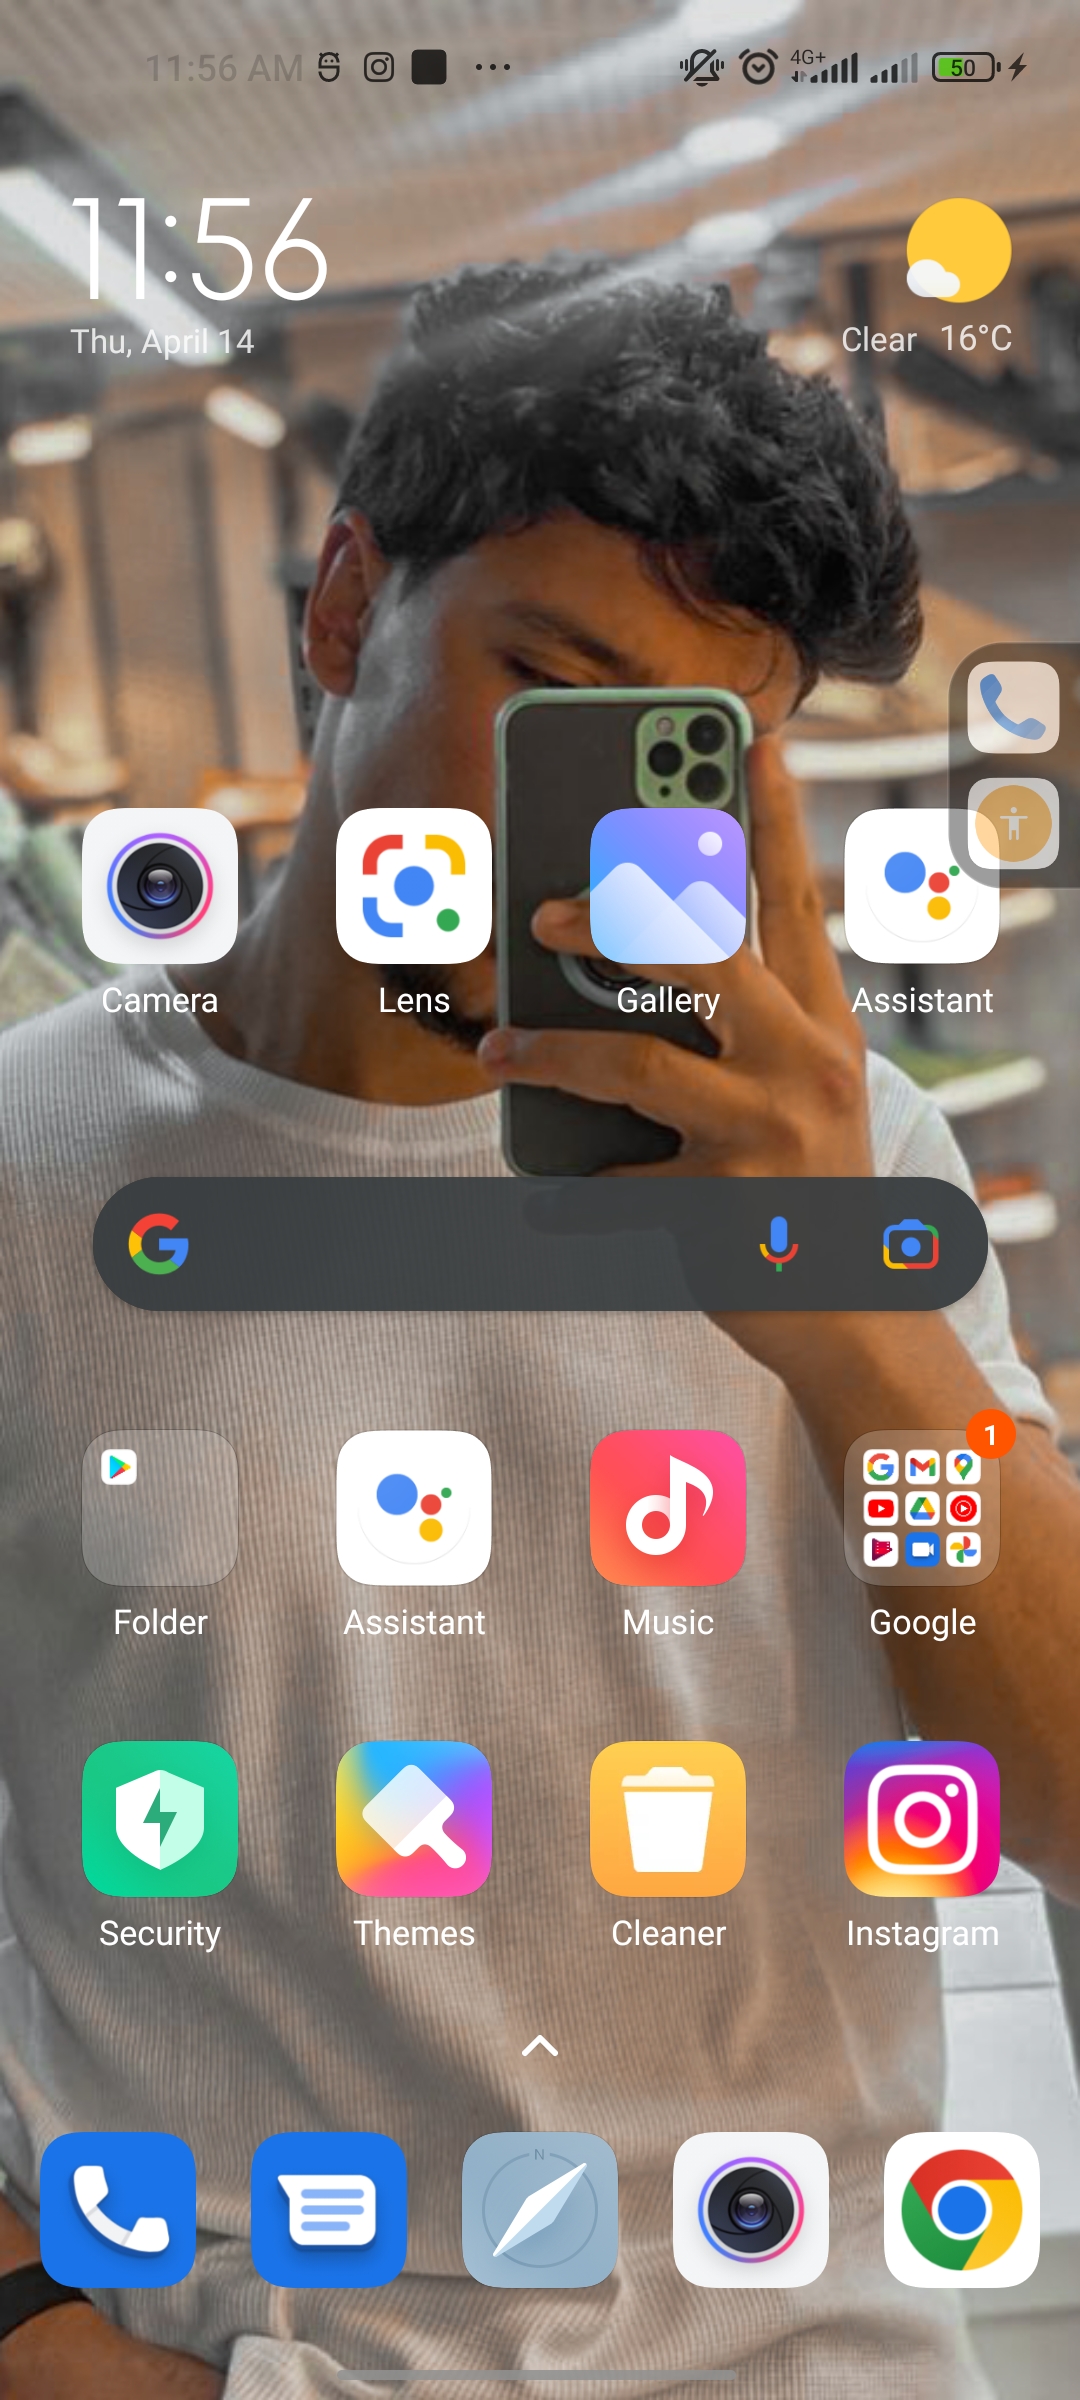 11:56 AM ... 4G+ 50
11:56
Thu, April 14
Clear 16°C
Camera Lens Gallery Assistant
1
Folder Assistant Music Google
Security Themes Cleaner Instagram
N